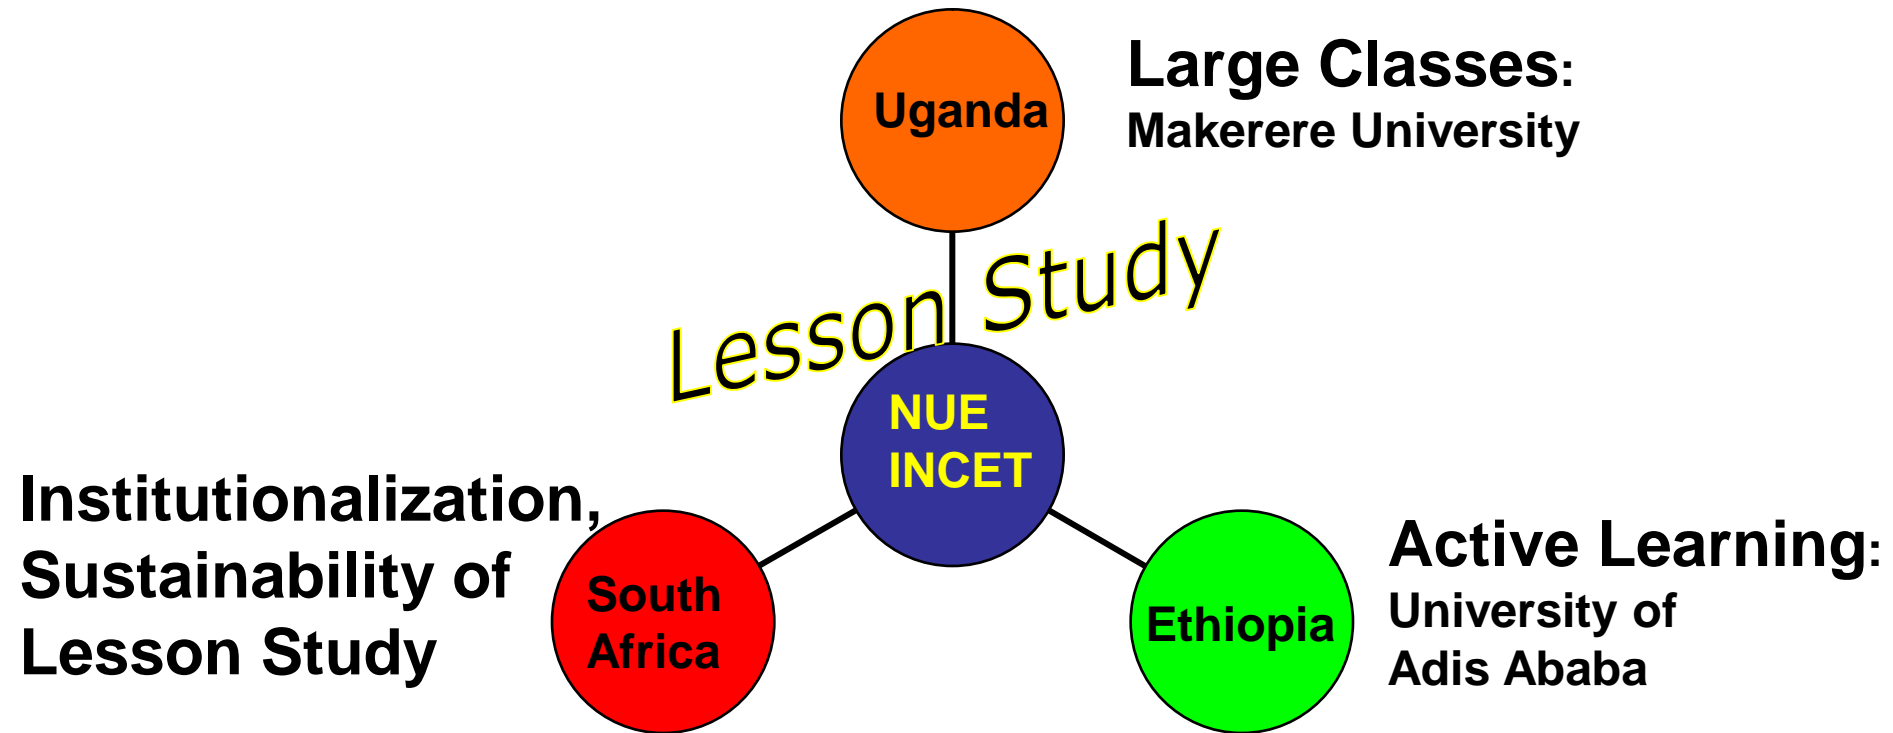 Uganda
Large Classes:
Makerere University
Lesson Study
NUE
INCET
Institutionalization,
Sustainability of
Lesson Study
South
Africa
Ethiopia
Active Learning:
University of
Adis Ababa